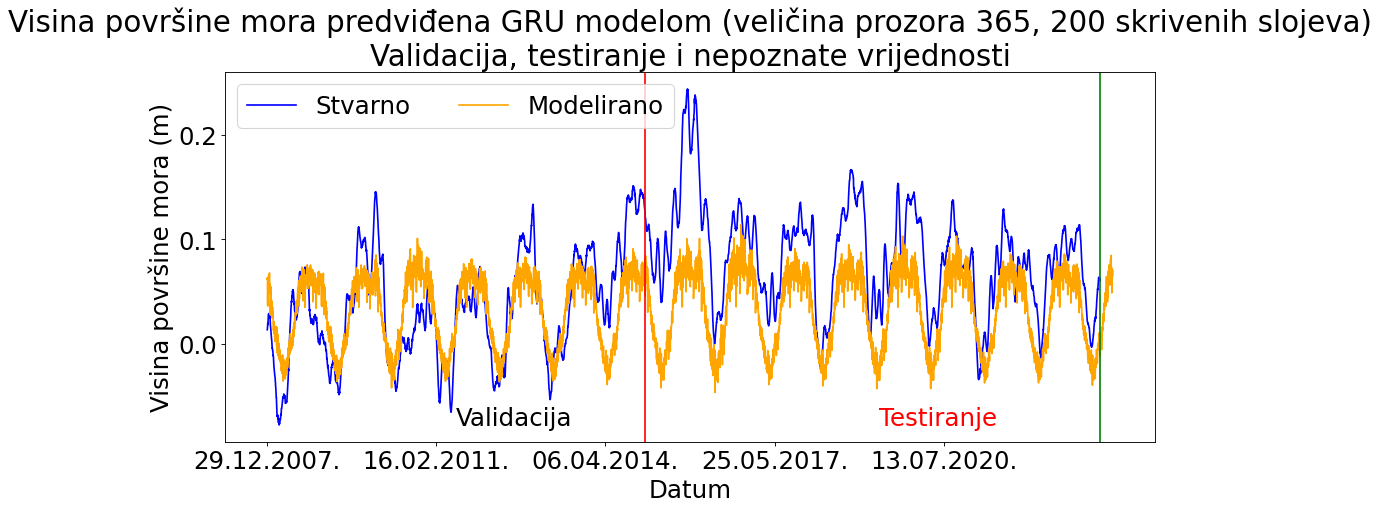 Visina površine mora predviđena GRU modelom (veličina prozora 365, 200 skrivenih slojeva)
Validacija, testiranje i nepoznate vrijednosti
Stvarno
Modelirano
Visina površine mora (m)
0.2
0.1
0.0
Validacija
Testiranje
29.12.2007.
16.02.2011.
06.04.2014.
25.05.2017.
13.07.2020.
Datum